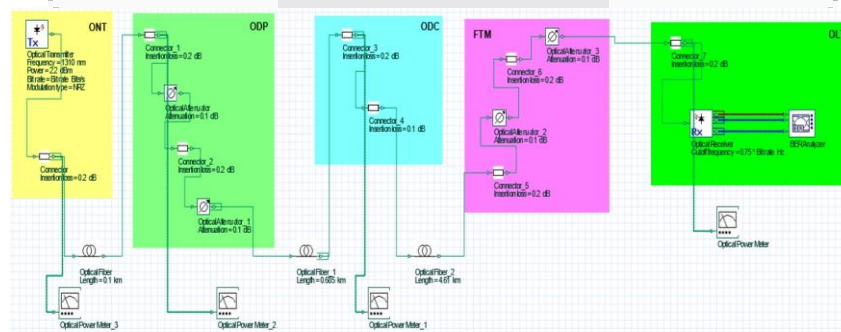 ONT
Tx
Optical Transmitter
Frequency = 1310 nm
Power = 2.2 dBm
Bit rate = Bit rate Bits/s
Modulation type = NRZ
Connector
Insertion loss = 0.2 dB
Optical Fiber
Length = 0.1 km
Optical Power Meter_3
ODP
Connector_1
Insertion loss = 0.2 dB
Optical Attenuator
Attenuation = 0.1 dB
Connector_2
Insertion loss = 0.2 dB
Optical Attenuator_1
Attenuation = 0.1 dB
Optical Power Meter_2
Optical Fiber_1
ODC
Connector_3
Insertion loss = 0.2 dB
Connector_4
Insertion loss = 0.1 dB
Optical Power Meter_1
Optical Fiber_2
Length = 4.61 km
FTM
Optical Attenuator_3
Attenuation = 0.1 dB
Connector_6
Insertion loss = 0.2 dB
Optical Attenuator_2
Attenuation = 0.1 dB
Connector_5
Insertion loss = 0.2 dB
OL
Connector_7
Insertion loss = 0.2 dB
Rx
Optical Receiver
Cutoff frequency = 0.75 * Bit rate Hz
BER Analyzer
Optical Power Meter